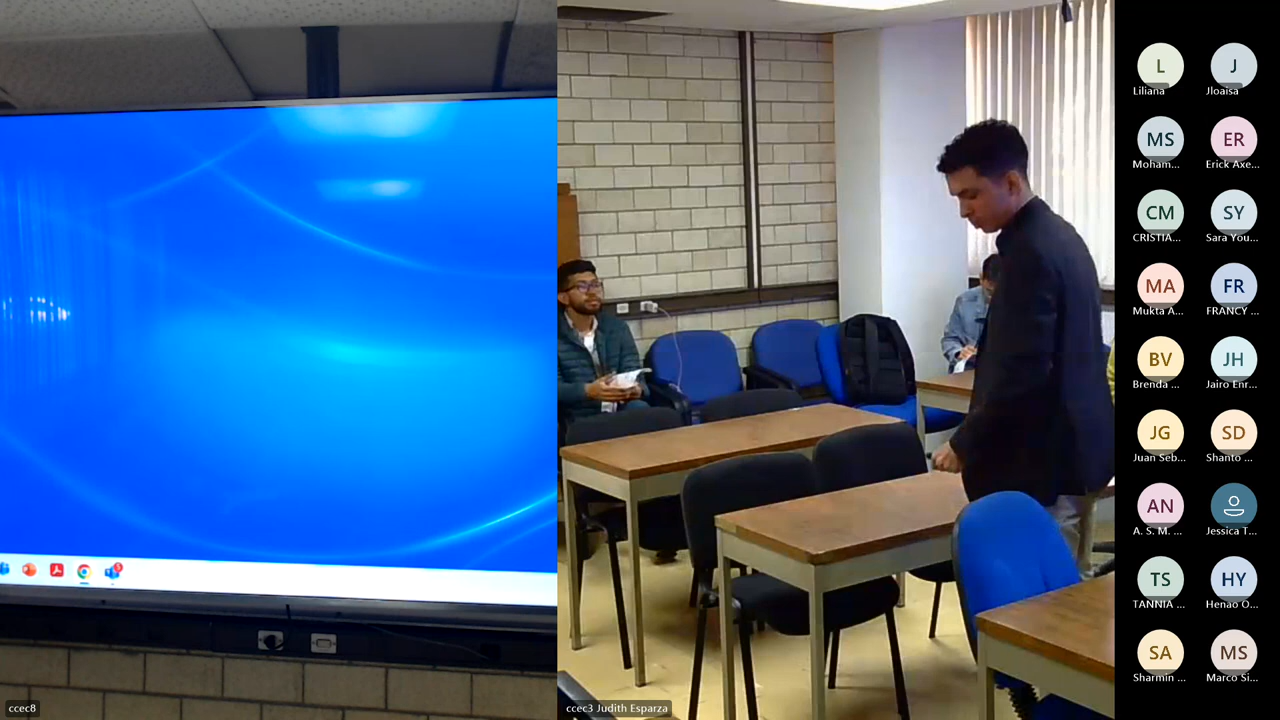 ccec8
ccec3 Judith Esparza
L
J
Liliana
Jloaisa
MS
ER
Moham...
Erick Axe...
CM
SY
CRISTIA...
Sara You...
MA
FR
Mukta A...
FRANCY ...
BV
JH
Brenda ...
Jairo Enr...
JG
SD
Juan Seb...
Shanto ...
AN
A. S. M. ...
Jessica T...
TS
HY
TANNIA ...
Henao O...
SA
MS
Sharmin ...
Marco Si...